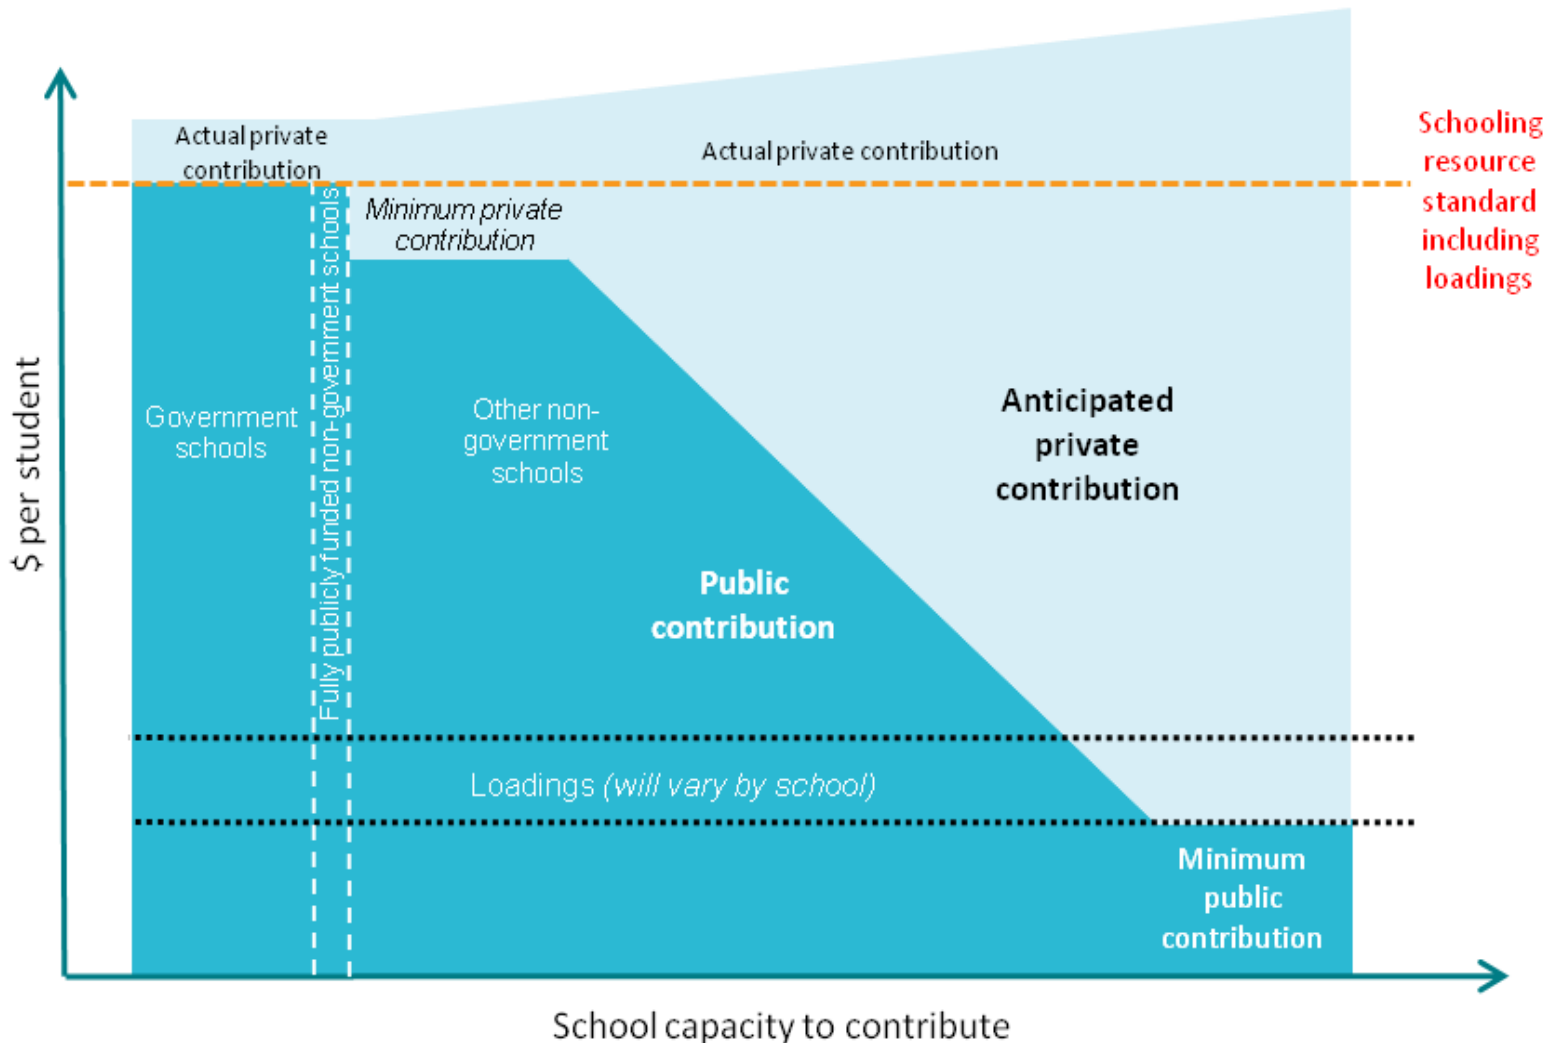 Actual private
contribution
Actual private contribution
Schooling
resource
standard
including
loadings
Minimum private
contribution
Government
schools
Fully publicly funded non-government schools
Other non-
government
schools
Anticipated
private
contribution
Public
contribution
Loadings (will vary by school)
Minimum
public
contribution
$ per student
School capacity to contribute